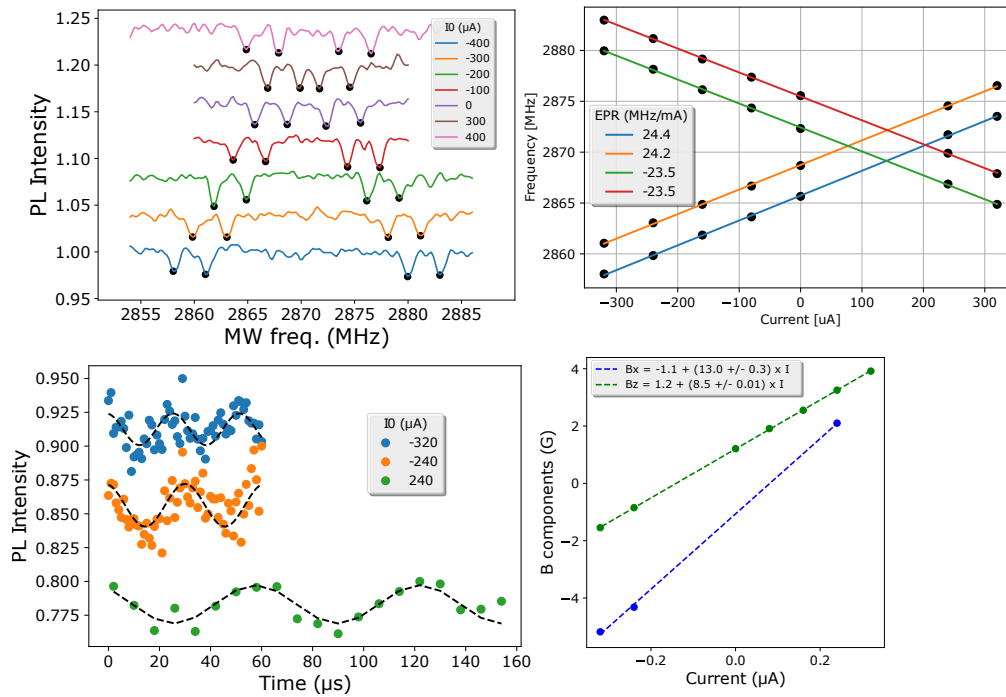 1.25
1.20
1.15
1.10
1.05
1.00
0.95
PL Intensity
2855 2860 2865 2870 2875 2880 2885
MW freq. (MHz)
I0 (μA)
-400
-300
-200
-100
0
300
400
2880
2875
2870
2865
2860
Frequency [MHz]
EPR (MHz/mA)
24.4
24.2
-23.5
-23.5
−300 −200 −100 0 100 200 300
Current [uA]
0.950
0.925
0.900
0.875
0.850
0.825
0.800
0.775
PL Intensity
I0 (μA)
-320
-240
240
0 20 40 60 80 100 120 140 160
Time (μs)
Bx = -1.1 + (13.0 +/- 0.3) x I
Bz = 1.2 + (8.5 +/- 0.01) x I
4
2
0
−2
−4
B components (G)
−0.2 0.0 0.2
Current (μA)